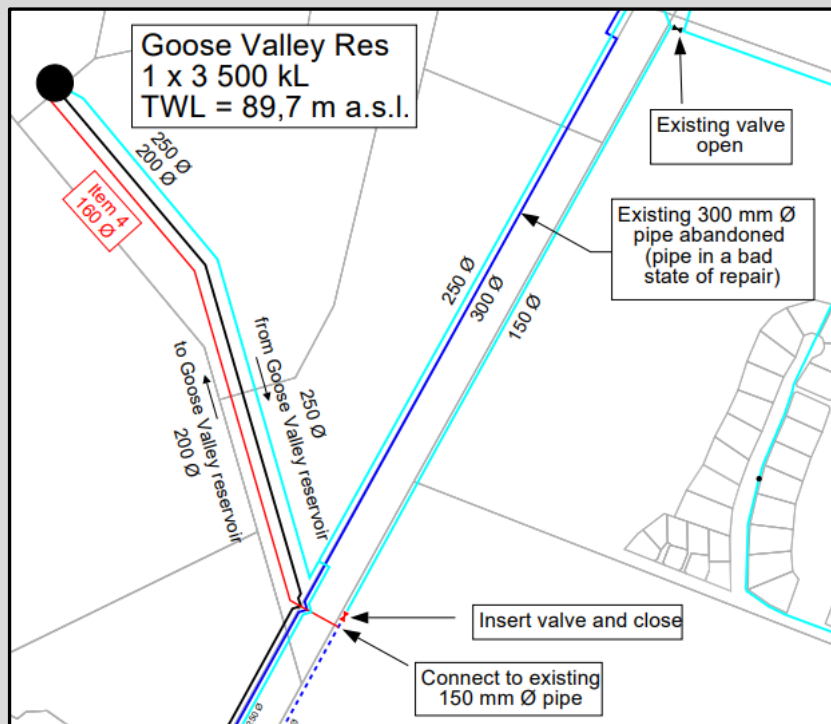 Goose Valley Res
1 x 3 500 kL
TWL = 89,7 m a.s.l.
250 Ø
200 Ø
Item 4
160 Ø
Existing valve
open
Existing 300 mm Ø
pipe abandoned
(pipe in a bad
state of repair)
250 Ø
300 Ø
150 Ø
250 Ø
from Goose Valley reservoir
to Goose Valley reservoir
200 Ø
Insert valve and close
Connect to existing
150 mm Ø pipe
250 Ø
150 Ø